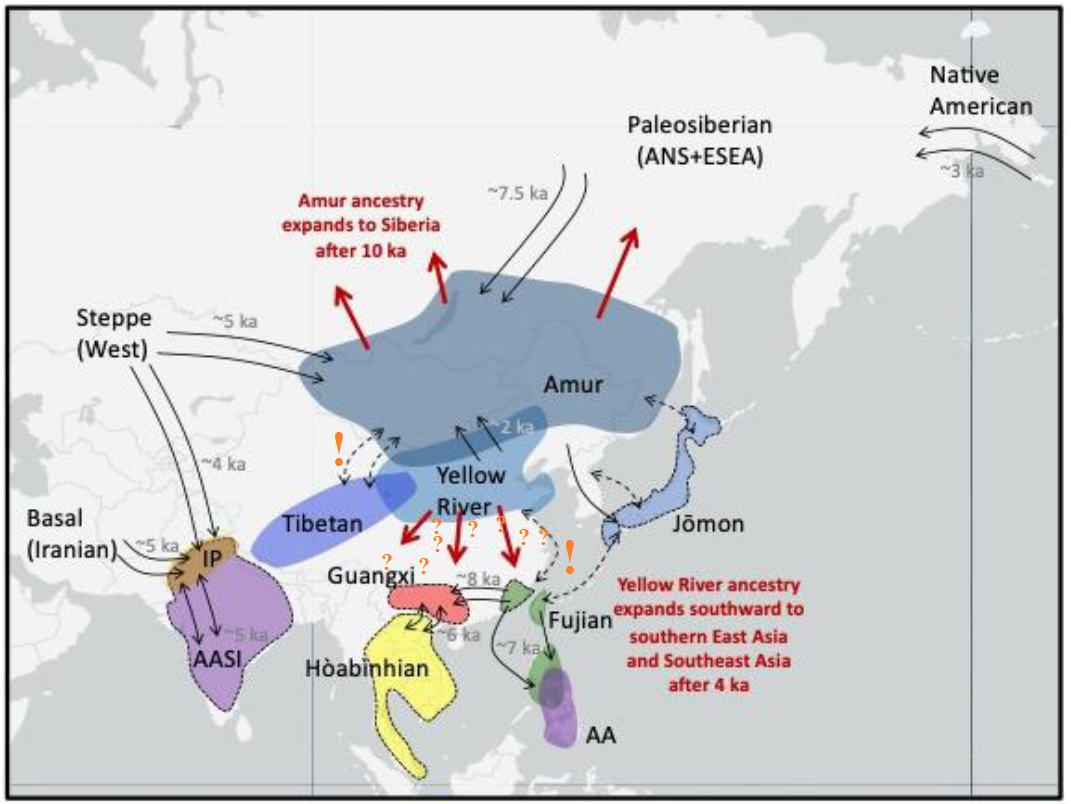 Native
American
~3 ka
Paleosiberian
(ANS+ESEA)
~7.5 ka
Amur ancestry
expands to Siberia
after 10 ka
Steppe
(West)
~5 ka
Amur
~2 ka
!
~4 ka
Yellow
River
Tibetan
Basal
(Iranian)
~5 ka
IP
Jōmon
? ? ? ? ?
? ?
? ?
!
Guangxi
~8 ka
Yellow River ancestry
expands southward to
southern East Asia
and Southeast Asia
after 4 ka
Fujian
~5 ka
~6 ka
~7 ka
AASI
Hòabìnhian
AA